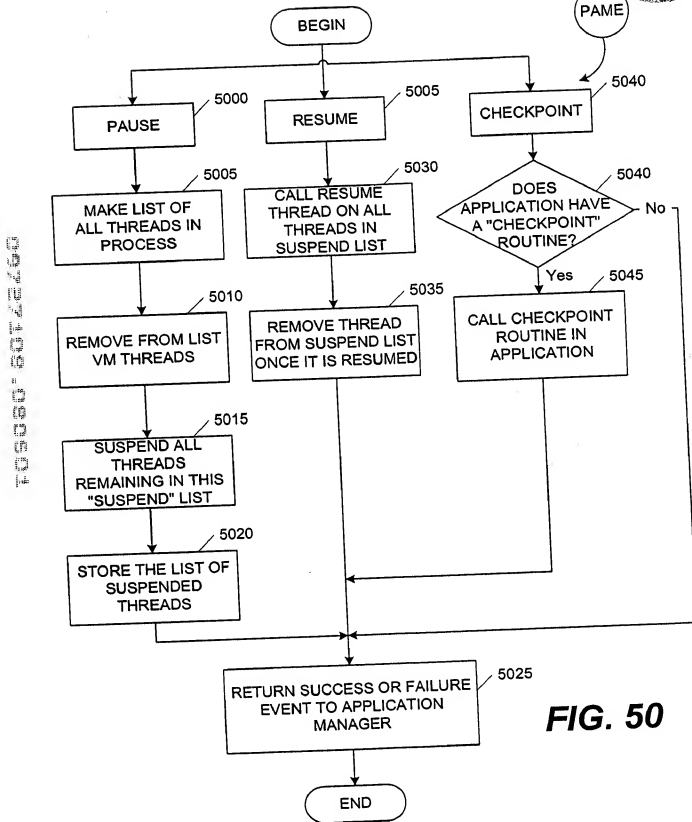 PAME
BEGIN
PAUSE
5000
RESUME
5005
CHECKPOINT
5040
MAKE LIST OF
ALL THREADS IN
PROCESS
5005
CALL RESUME
THREAD ON ALL
THREADS IN
SUSPEND LIST
5030
DOES
APPLICATION HAVE
A "CHECKPOINT"
ROUTINE?
5040
No
Yes
REMOVE FROM LIST
VM THREADS
5010
REMOVE THREAD
FROM SUSPEND LIST
ONCE IT IS RESUMED
5035
CALL CHECKPOINT
ROUTINE IN
APPLICATION
5045
SUSPEND ALL
THREADS
REMAINING IN THIS
"SUSPEND" LIST
5015
STORE THE LIST OF
SUSPENDED
THREADS
5020
RETURN SUCCESS OR FAILURE
EVENT TO APPLICATION
MANAGER
5025
FIG. 50
END